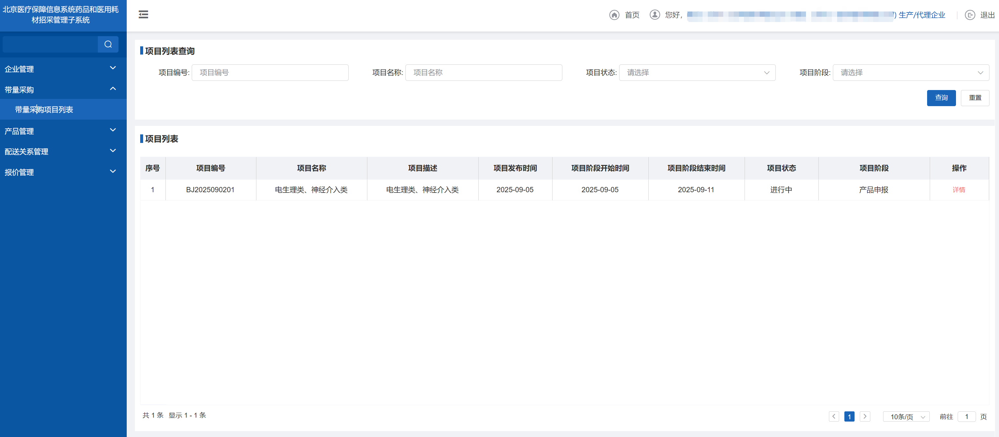 北京医疗保障信息系统药品和医用耗
材招采管理子系统
首页 您好, ) 生产/代理企业 退出
企业管理
带量采购
带量采购项目列表
产品管理
配送关系管理
报价管理
项目列表查询
项目编号: 项目编号 项目名称: 项目名称 项目状态: 请选择 项目阶段: 请选择
查询 重置
项目列表
序号 项目编号 项目名称 项目描述 项目发布时间 项目阶段开始时间 项目阶段结束时间 项目状态 项目阶段 操作
1 BJ2025090201 电生理类、神经介入类 电生理类、神经介入类 2025-09-05 2025-09-05 2025-09-11 进行中 产品申报 详情
共 1 条 显示 1 - 1 条 1 10条/页 前往 1 页